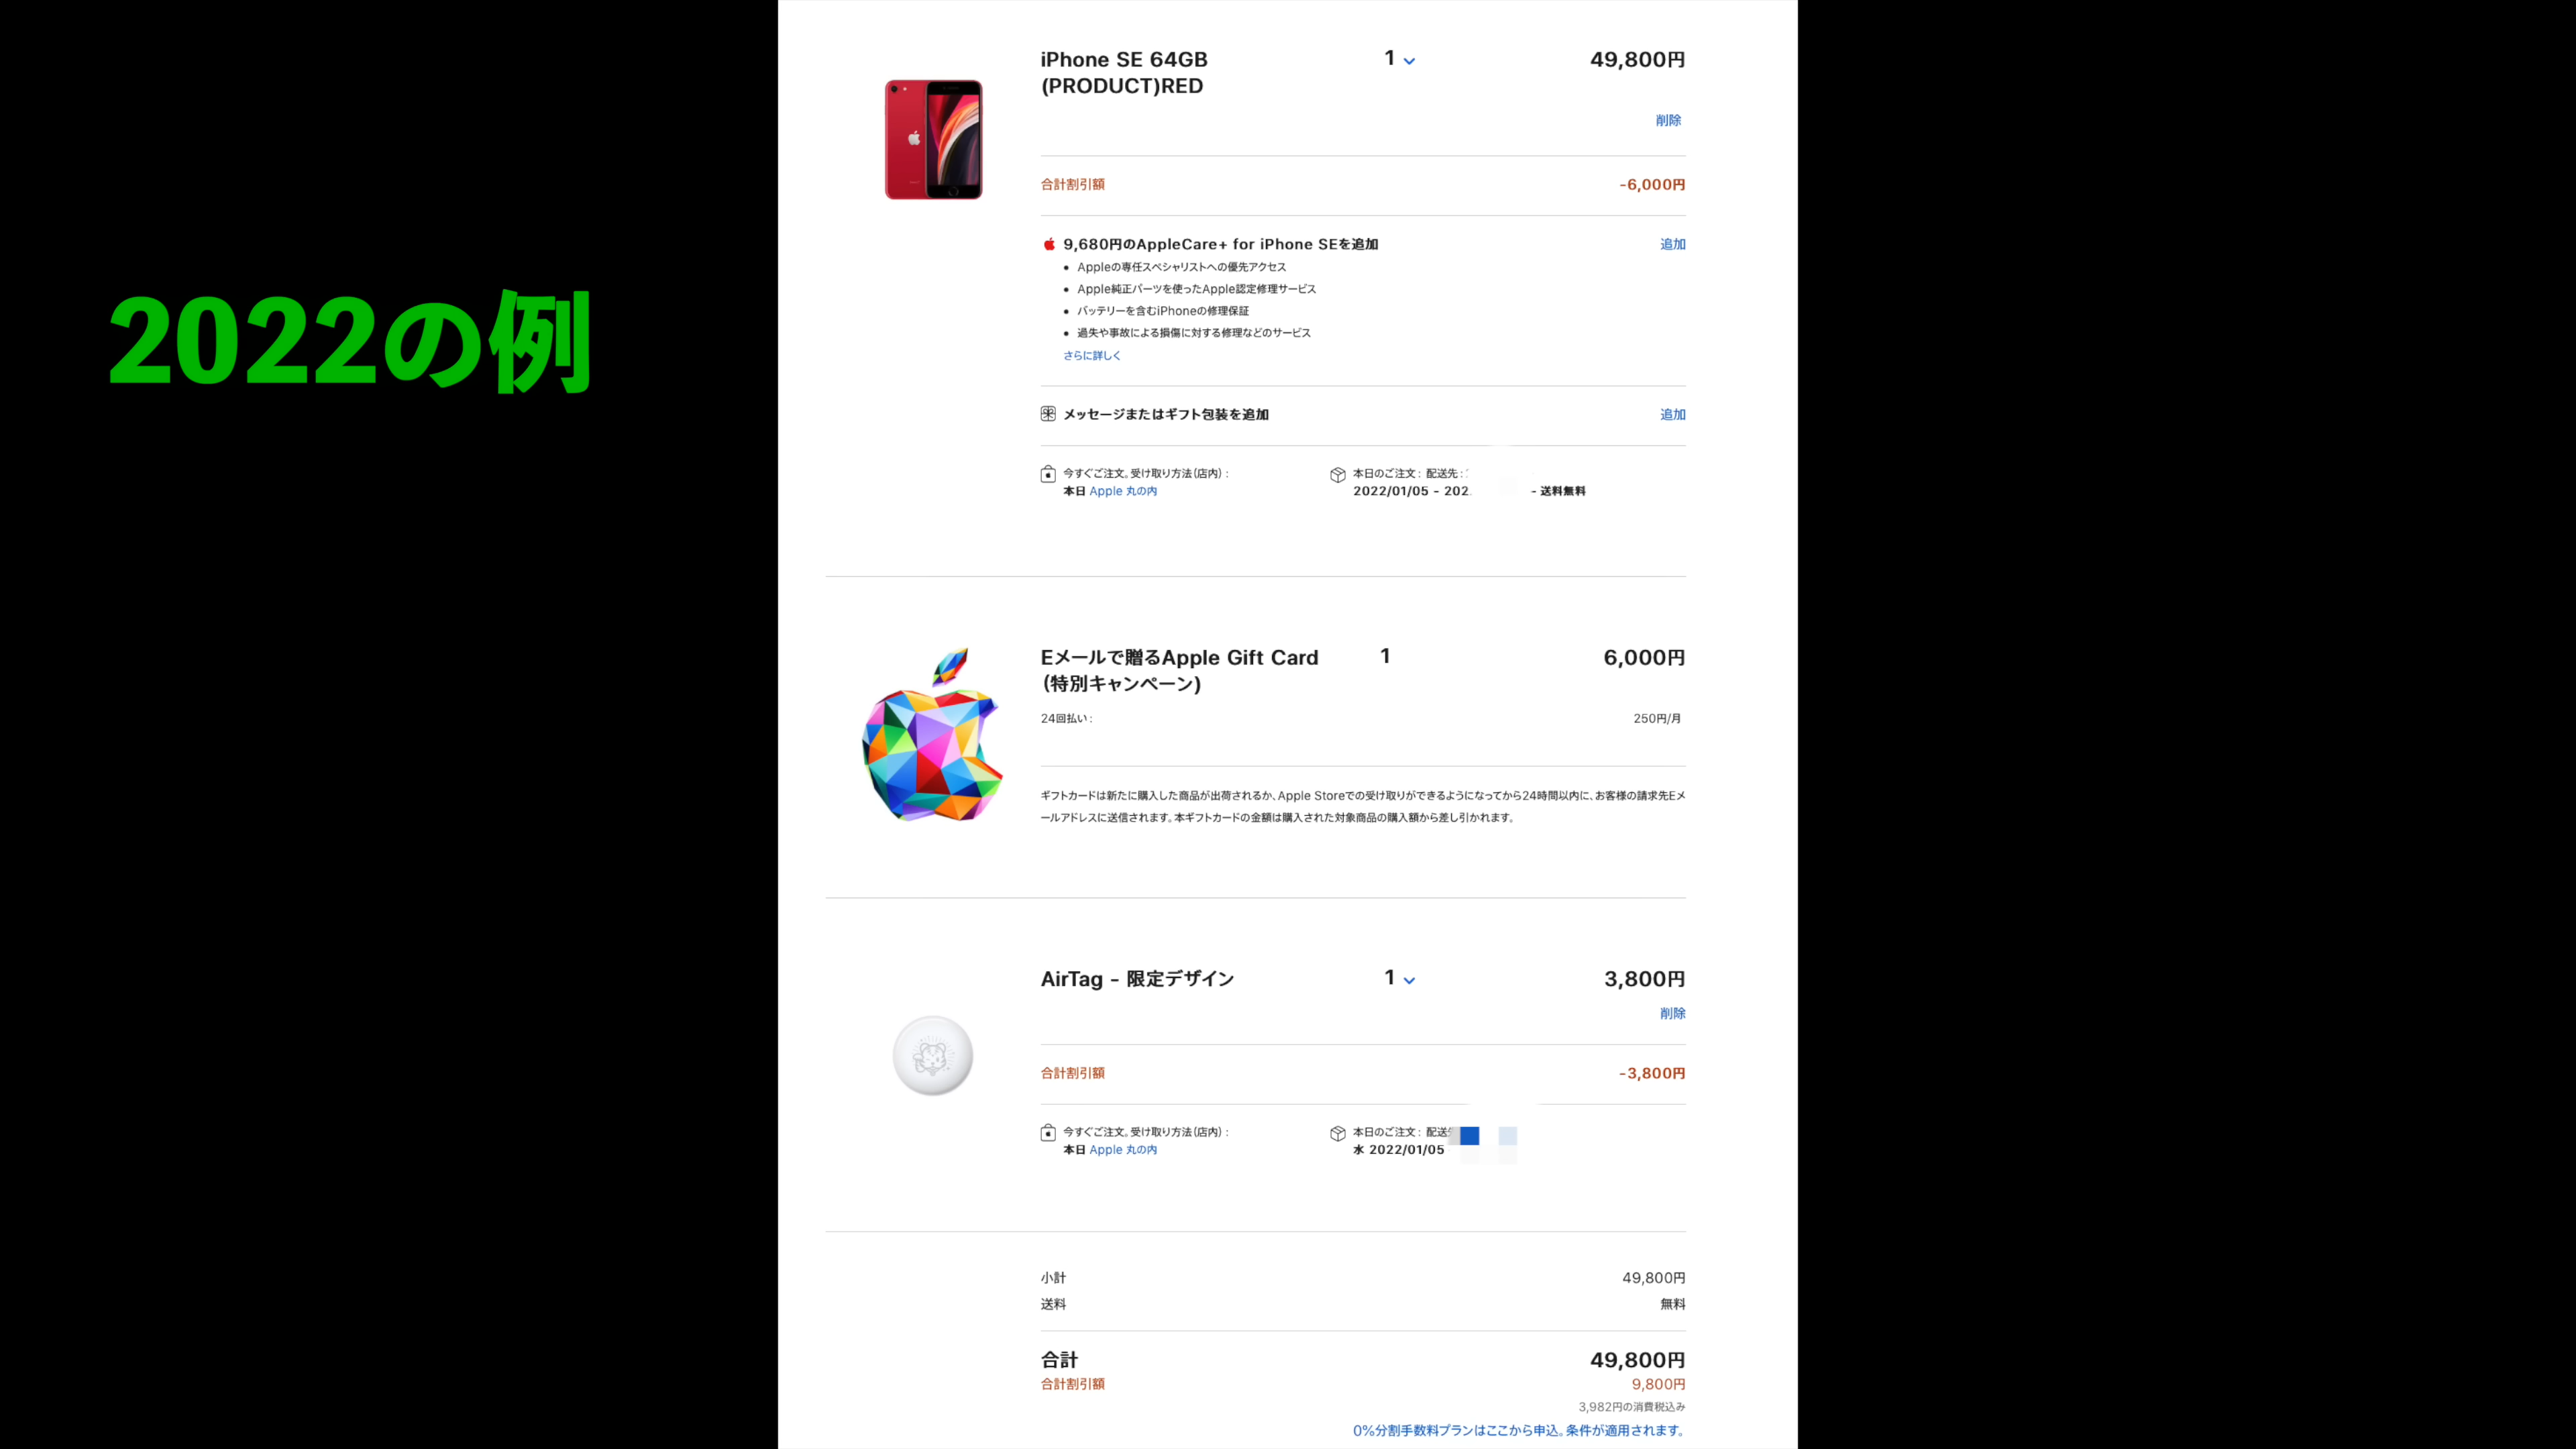 2022の例
iPhone SE 64GB
(PRODUCT)RED
1
49,800円
削除
合計割引額
-6,000円
9,680円のAppleCare+ for iPhone SEを追加
追加
Appleの専任スペシャリストへの優先アクセス
Apple純正パーツを使ったApple認定修理サービス
バッテリーを含むiPhoneの修理保証
過失や事故による損傷に対する修理などのサービス
さらに詳しく
メッセージまたはギフト包装を追加
追加
今すぐご注文。受け取り方法（店内）：
本日 Apple 丸の内
本日のご注文： 配送先：
2022/01/05 - 202
- 送料無料
Eメールで贈るApple Gift Card
（特別キャンペーン）
1
6,000円
24回払い：
250円/月
ギフトカードは新たに購入した商品が出荷されるか、Apple Storeでの受け取りができるようになってから24時間以内に、お客様の請求先Eメ
ールアドレスに送信されます。本ギフトカードの金額は購入された対象商品の購入額から差し引かれます。
AirTag - 限定デザイン
1
3,800円
削除
合計割引額
-3,800円
今すぐご注文。受け取り方法（店内）：
本日 Apple 丸の内
本日のご注文： 配送
水 2022/01/05
小計
49,800円
送料
無料
合計
49,800円
合計割引額
9,800円
3,982円の消費税込み
0%分割手数料プランはここから申込。条件が適用されます。